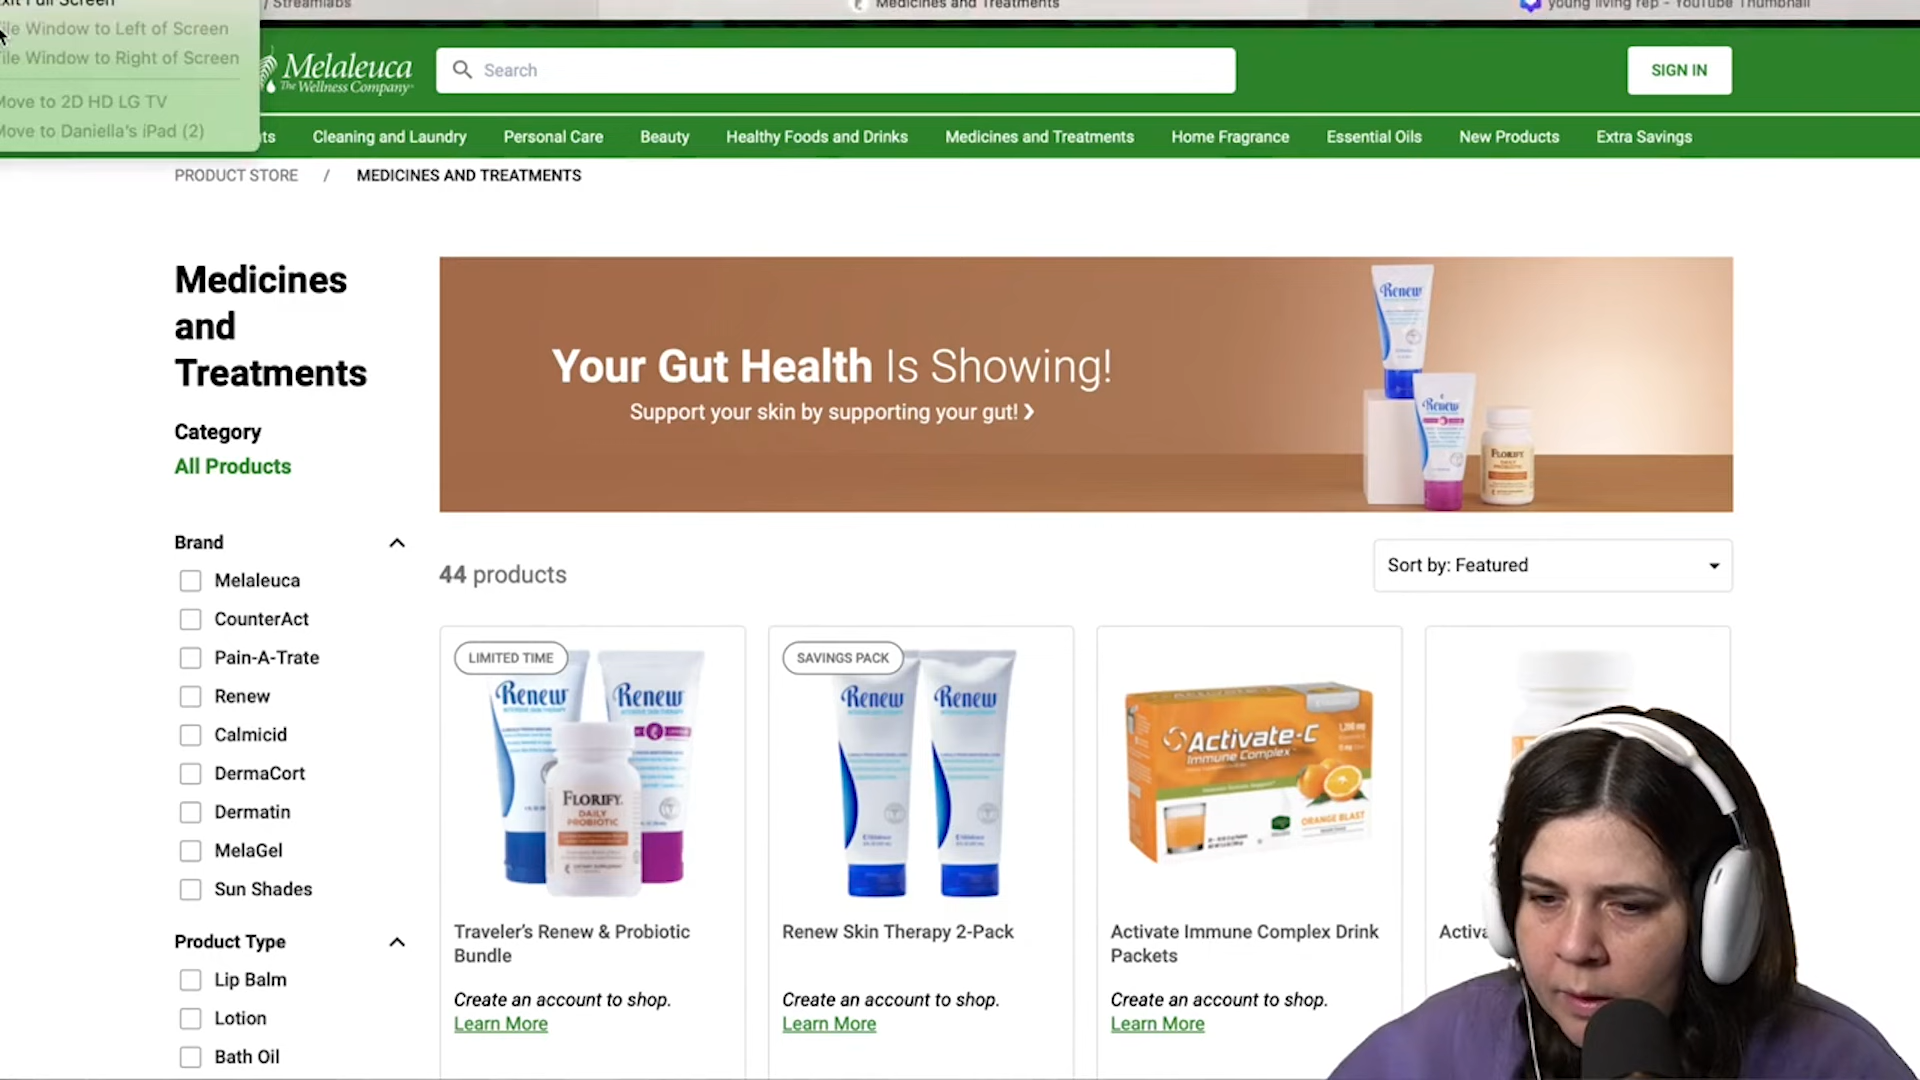 / Streamlabs
Medicines and Treatments
young living rep - YouTube Thumbnail
Full Screen
Window to Left of Screen
Window to Right of Screen
Move to 2D HD LG TV
Move to Daniella's iPad (2)
Melaleuca
The Wellness Company
Search
SIGN IN
Cleaning and Laundry
Personal Care
Beauty
Healthy Foods and Drinks
Medicines and Treatments
Home Fragrance
Essential Oils
New Products
Extra Savings
PRODUCT STORE / MEDICINES AND TREATMENTS
Medicines
and
Treatments
Category
All Products
Brand
Melaleuca
CounterAct
Pain-A-Trate
Renew
Calmicid
DermaCort
Dermatin
MelaGel
Sun Shades
Product Type
Lip Balm
Lotion
Bath Oil
Your Gut Health Is Showing!
Support your skin by supporting your gut! ❯
Renew
Renew
FLORIFY
44 products
Sort by: Featured
LIMITED TIME
Renew
Renew
FLORIFY
DAILY
PROBIOTIC
Traveler's Renew & Probiotic
Bundle
Create an account to shop.
Learn More
SAVINGS PACK
Renew
Renew
Renew Skin Therapy 2-Pack
Create an account to shop.
Learn More
Activate-C
Immune Complex
ORANGE BLAST
Activate Immune Complex Drink
Packets
Create an account to shop.
Learn More